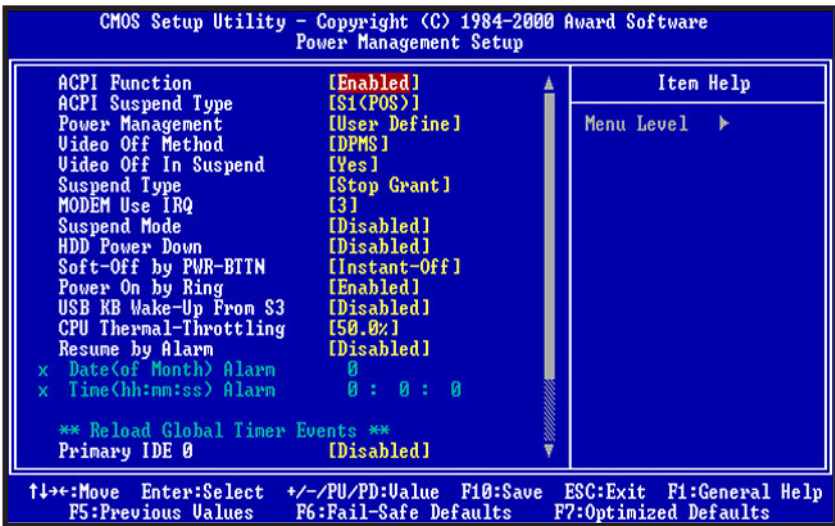 CMOS Setup Utility - Copyright (C) 1984-2000 Award Software
Power Management Setup
ACPI Function [Enabled]
ACPI Suspend Type [S1(POS)]
Power Management [User Define]
Video Off Method [DPMS]
Video Off In Suspend [Yes]
Suspend Type [Stop Grant]
MODEM Use IRQ [3]
Suspend Mode [Disabled]
HDD Power Down [Disabled]
Soft-Off by PWR-BTTN [Instant-Off]
Power On by Ring [Enabled]
USB KB Wake-Up From S3 [Disabled]
CPU Thermal-Throttling [50.0%]
Resume by Alarm [Disabled]
x Date(of Month) Alarm 0
x Time(hh:mm:ss) Alarm 0 : 0 : 0
** Reload Global Timer Events **
Primary IDE 0 [Disabled]
Item Help
Menu Level ▶
↑↓→←:Move Enter:Select +/-/PU/PD:Value F10:Save ESC:Exit F1:General Help
F5:Previous Values F6:Fail-Safe Defaults F7:Optimized Defaults